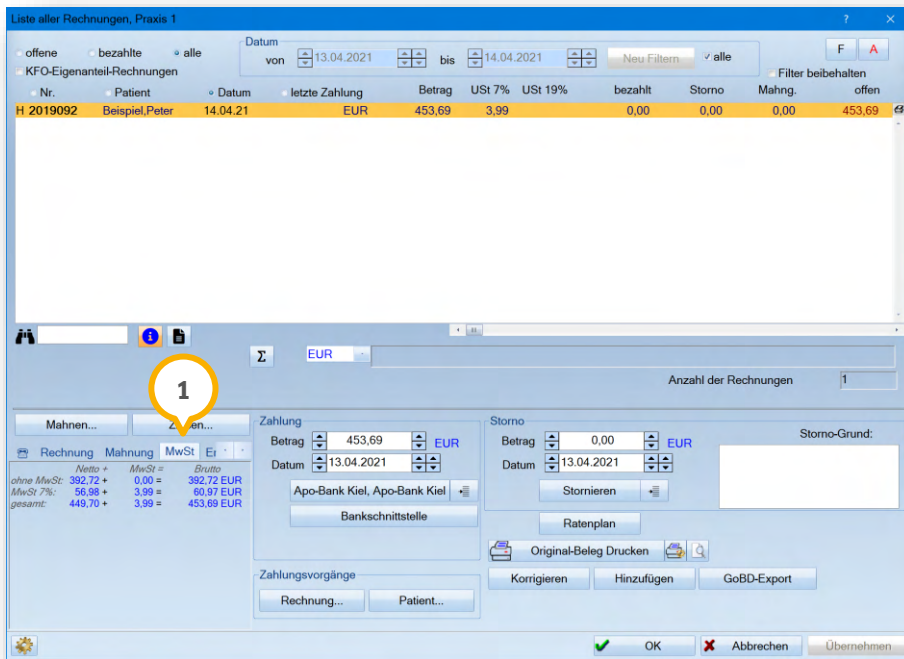 Liste aller Rechnungen, Praxis 1
offene bezahlte alle
KFO-Eigenanteil-Rechnungen
Datum
von 13.04.2021 bis 14.04.2021 Neu Filtern alle
F A
Filter beibehalten
Nr. Patient Datum letzte Zahlung Betrag USt 7% USt 19% bezahlt Storno Mahng. offen
H 2019092 Beispiel,Peter 14.04.21 EUR 453,69 3,99 0,00 0,00 0,00 453,69
Σ EUR
Anzahl der Rechnungen 1
1
Mahnen...
Rechnung Mahnung MwSt
Netto + MwSt = Brutto
ohne MwSt: 392,72 + 0,00 = 392,72 EUR
MwSt 7%: 56,98 + 3,99 = 60,97 EUR
gesamt: 449,70 + 3,99 = 453,69 EUR
Zahlung
Betrag 453,69 EUR
Datum 13.04.2021
Apo-Bank Kiel, Apo-Bank Kiel
Bankschnittstelle
Zahlungsvorgänge
Rechnung... Patient...
Storno
Betrag 0,00 EUR
Datum 13.04.2021
Stornieren
Storno-Grund:
Ratenplan
Original-Beleg Drucken
Korrigieren Hinzufügen GoBD-Export
OK Abbrechen Übernehmen